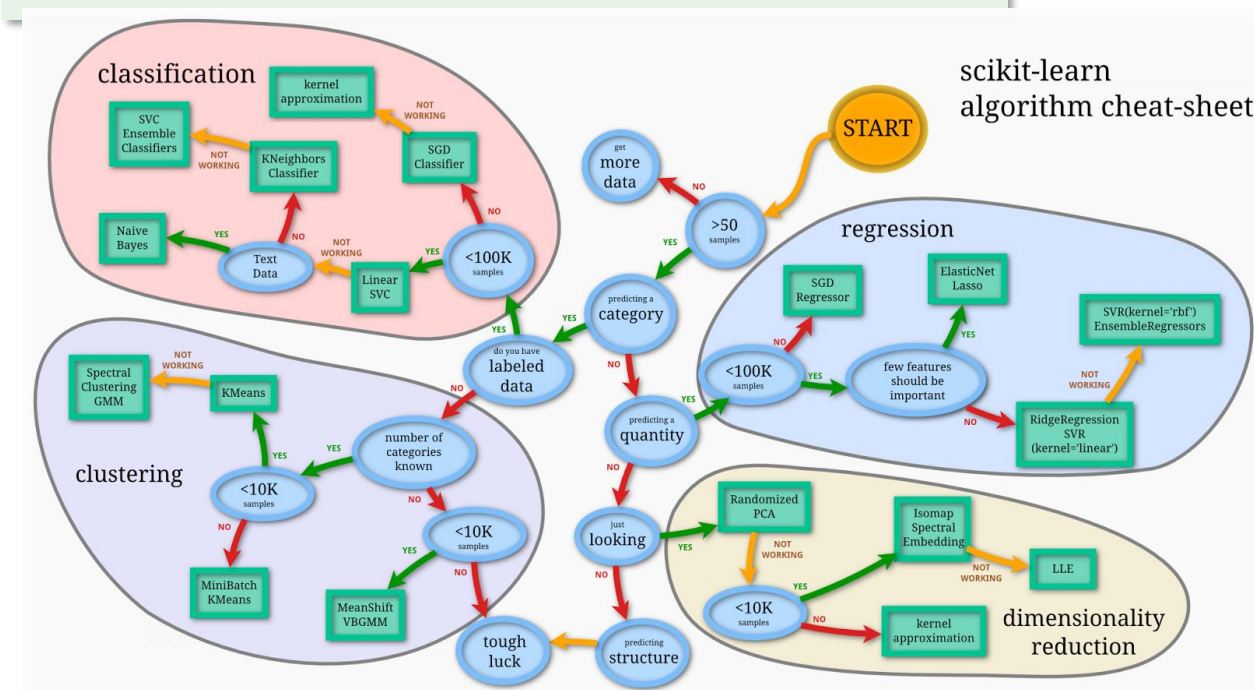 scikit-learn
algorithm cheat-sheet
START
>50
samples
NO
get
more
data
YES
predicting a
category
YES
NO
do you have
labeled
data
YES
NO
classification
<100K
samples
NO
SGD
Classifier
NOT
WORKING
kernel
approximation
YES
Linear
SVC
NOT
WORKING
Text
Data
YES
Naive
Bayes
NO
KNeighbors
Classifier
NOT
WORKING
SVC
Ensemble
Classifiers
clustering
number of
categories
known
YES
<10K
samples
YES
KMeans
NOT
WORKING
Spectral
Clustering
GMM
NO
MiniBatch
KMeans
NO
<10K
samples
YES
MeanShift
VBGMM
NO
tough
luck
predicting a
quantity
YES
NO
regression
<100K
samples
NO
SGD
Regressor
YES
few features
should be
important
YES
ElasticNet
Lasso
NO
RidgeRegression
SVR
(kernel='linear')
NOT
WORKING
SVR(kernel='rbf')
EnsembleRegressors
just
looking
YES
NO
predicting
structure
dimensionality
reduction
Randomized
PCA
NOT
WORKING
<10K
samples
YES
Isomap
Spectral
Embedding
NOT
WORKING
LLE
NO
kernel
approximation